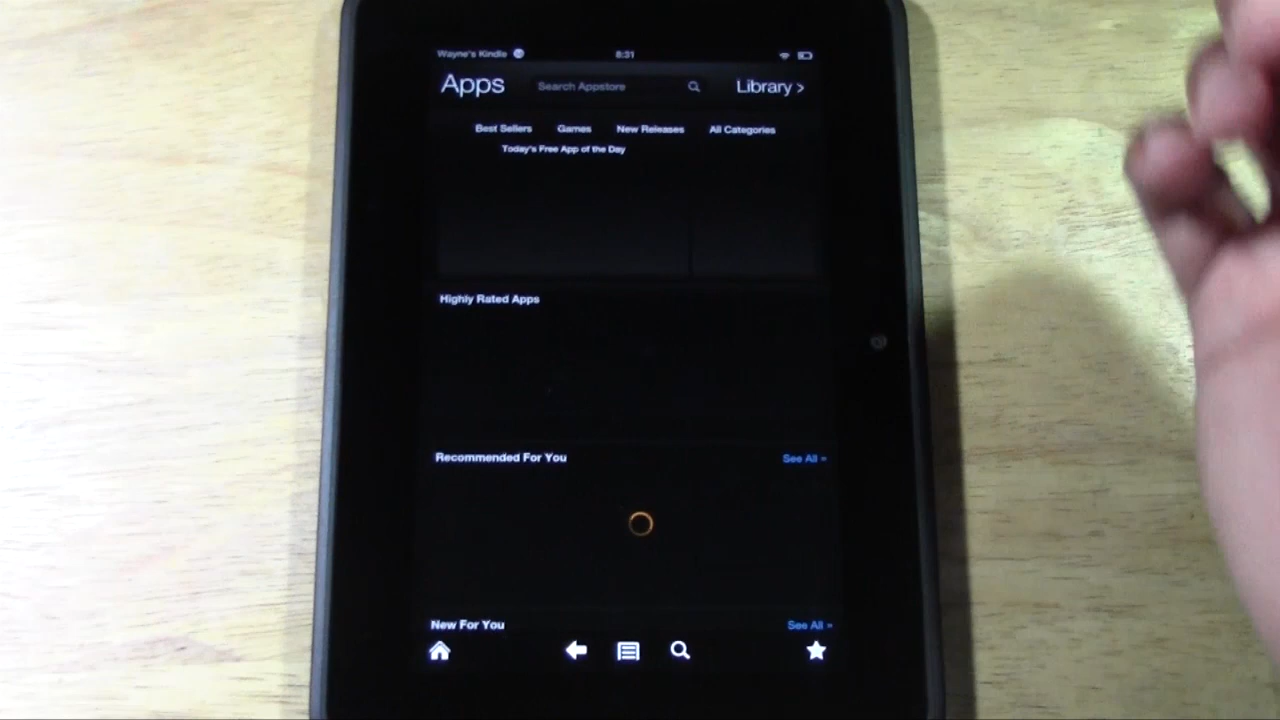 Wayne's Kindle 8:31
Apps Search Appstore Library >
Best Sellers Games New Releases All Categories
Today's Free App of the Day
Highly Rated Apps
Recommended For You See All »
New For You See All »